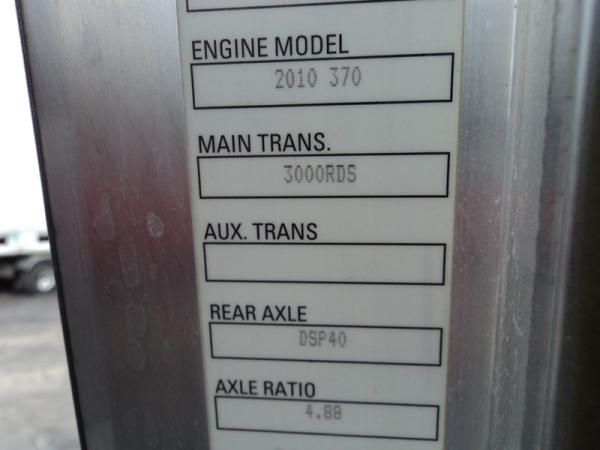 ENGINE MODEL
2010 370
MAIN TRANS.
3000RDS
AUX. TRANS
REAR AXLE
DSP40
AXLE RATIO
4.88